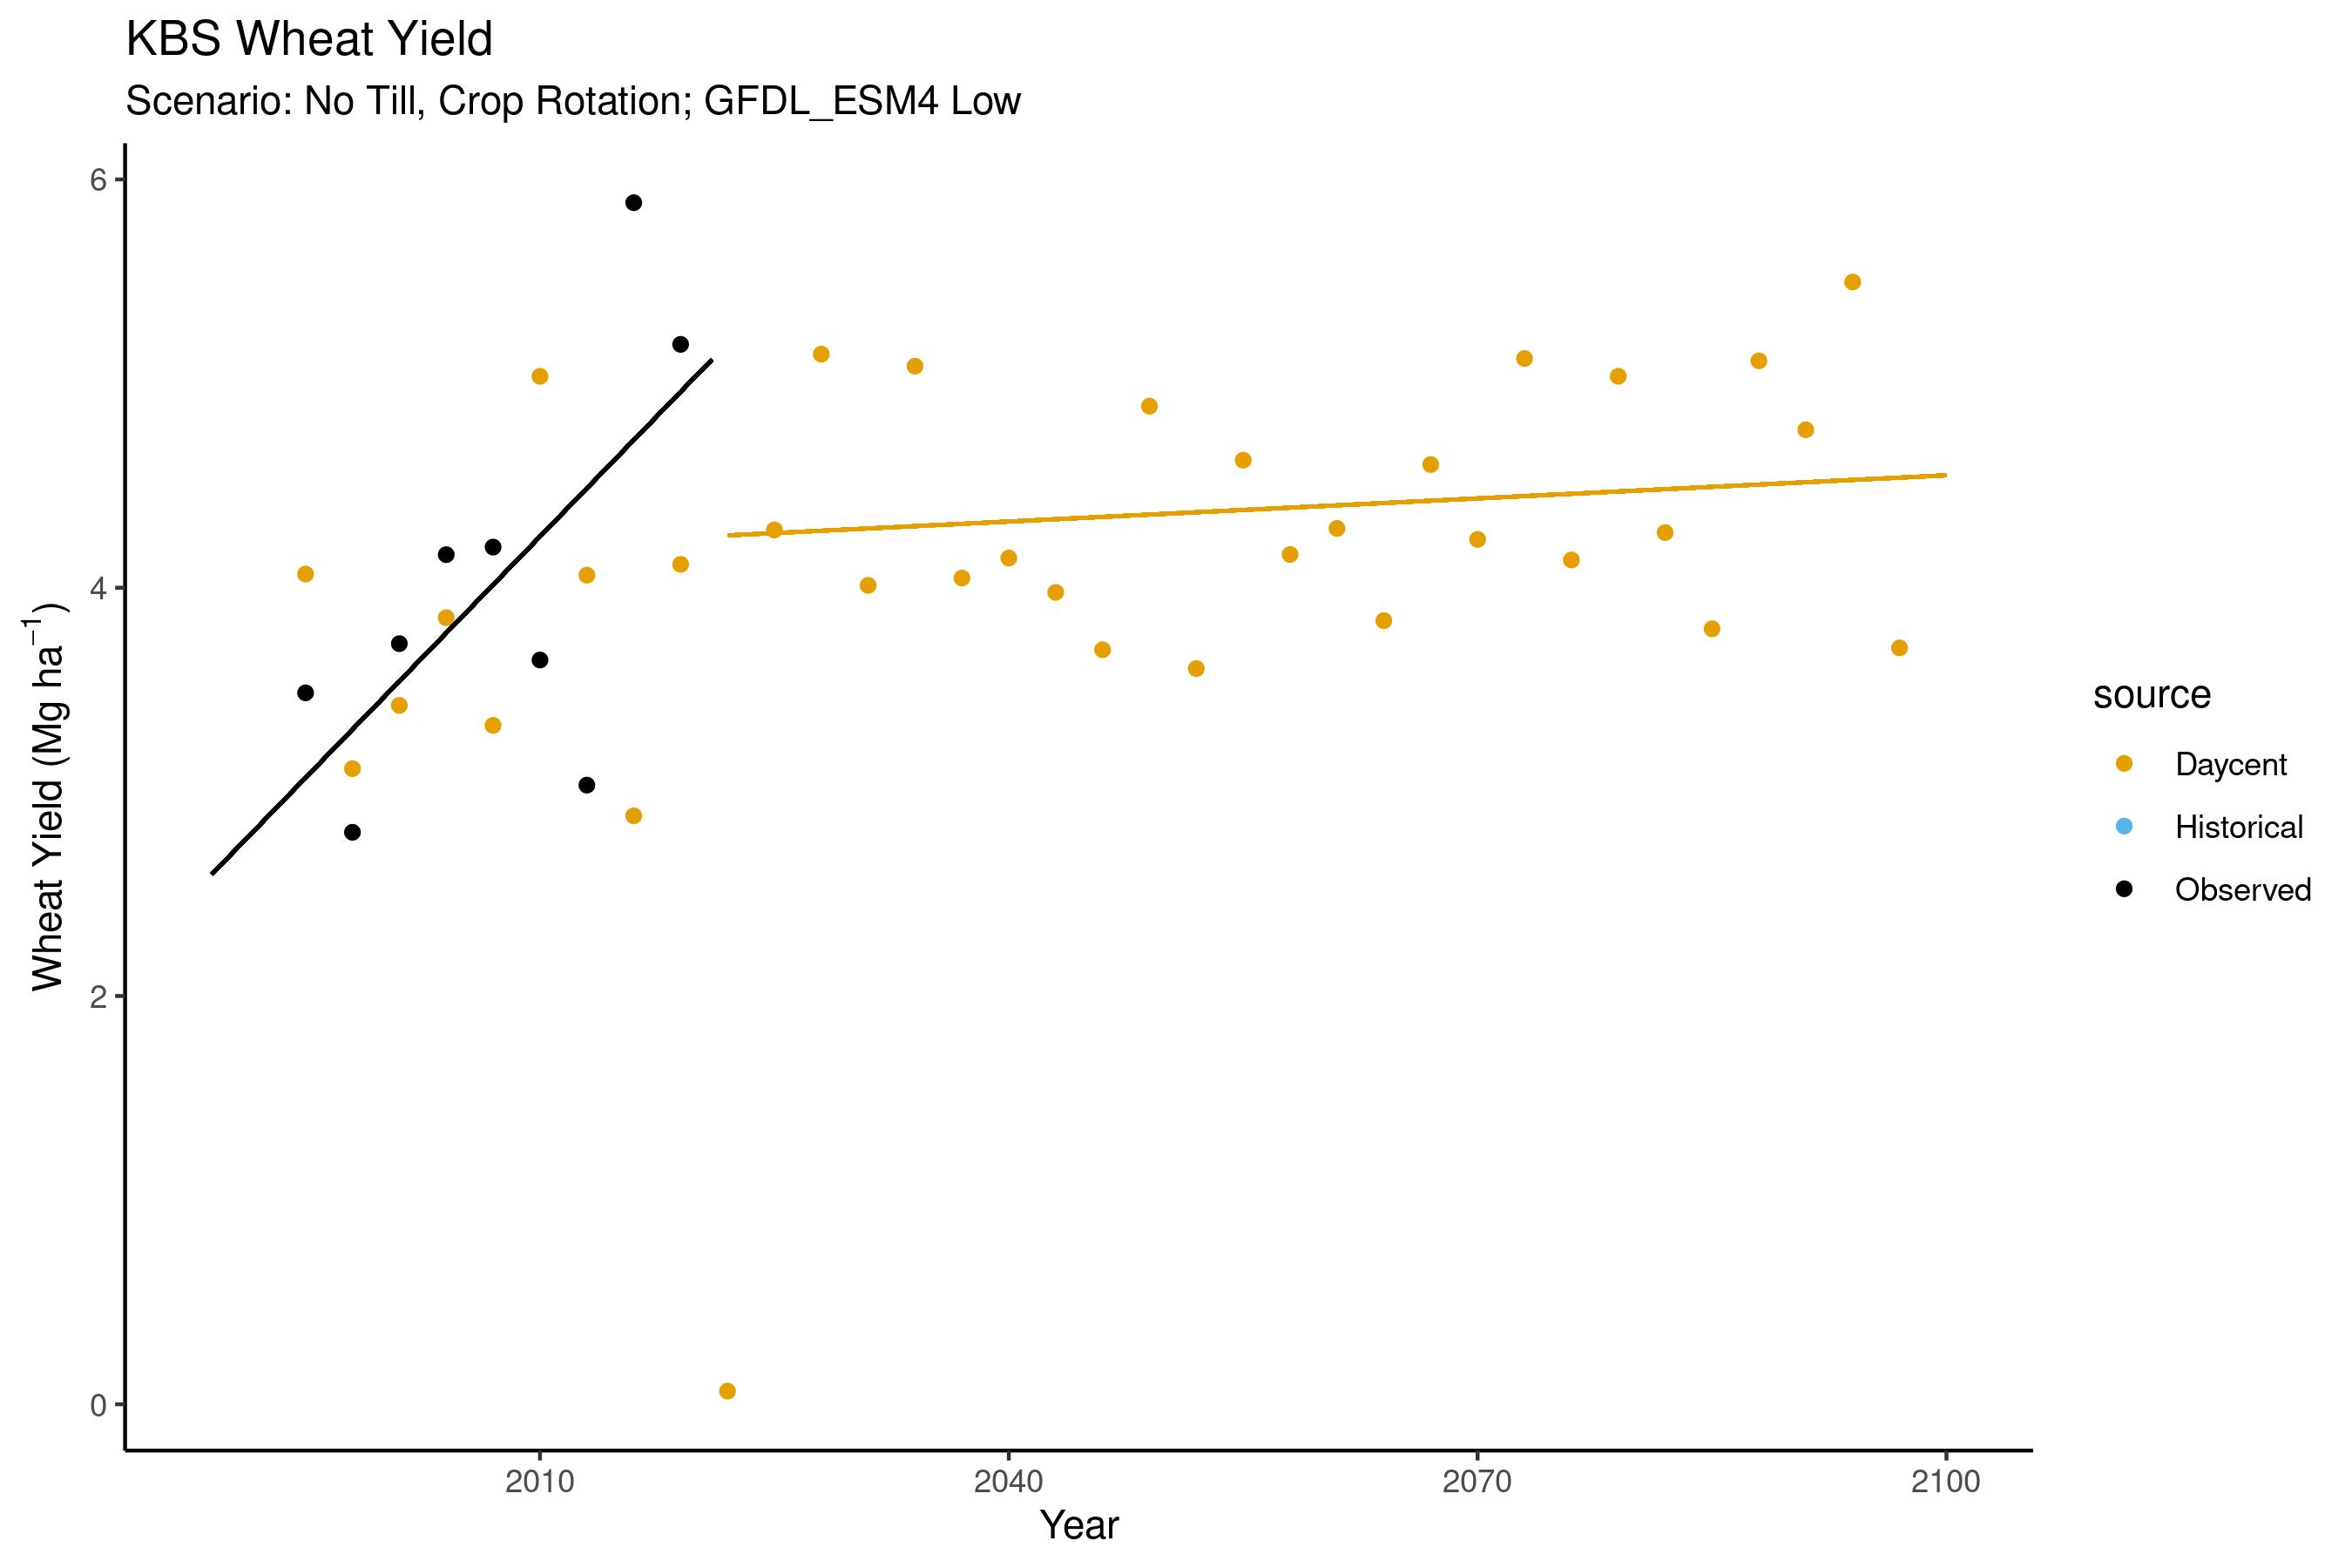 KBS Wheat Yield
Scenario: No Till, Crop Rotation; GFDL_ESM4 Low
Wheat Yield (Mg ha⁻¹)
6
4
2
0
2010 2040 2070 2100
Year
source
Daycent
Historical
Observed